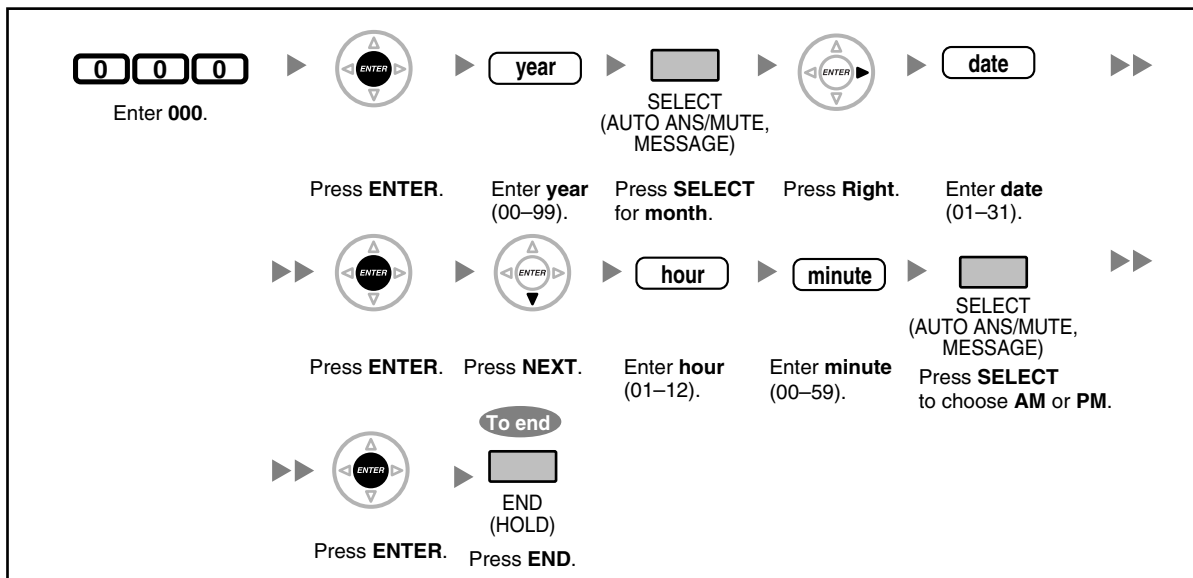 0 0 0
Enter 000.
ENTER
Press ENTER.
year
Enter year
(00–99).
SELECT
(AUTO ANS/MUTE,
MESSAGE)
Press SELECT
for month.
ENTER
Press Right.
date
Enter date
(01–31).
ENTER
Press ENTER.
ENTER
Press NEXT.
hour
Enter hour
(01–12).
minute
Enter minute
(00–59).
SELECT
(AUTO ANS/MUTE,
MESSAGE)
Press SELECT
to choose AM or PM.
ENTER
Press ENTER.
To end
END
(HOLD)
Press END.